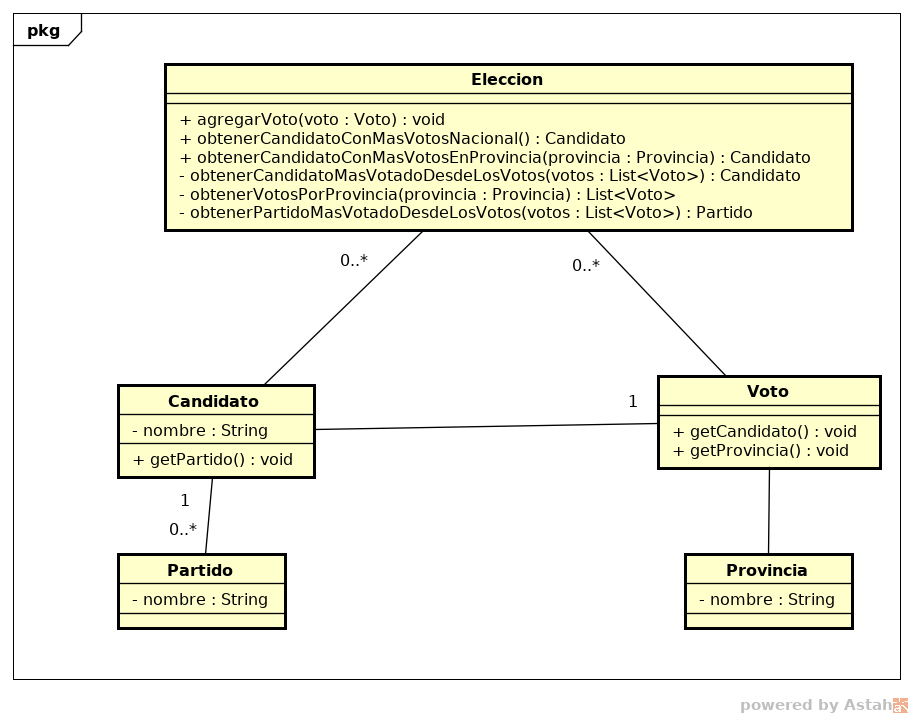 pkg
Eleccion
+ agregarVoto(voto : Voto) : void
+ obtenerCandidatoConMasVotosNacional() : Candidato
+ obtenerCandidatoConMasVotosEnProvincia(provincia : Provincia) : Candidato
- obtenerCandidatoMasVotadoDesdeLosVotos(votos : List<Voto>) : Candidato
- obtenerVotosPorProvincia(provincia : Provincia) : List<Voto>
- obtenerPartidoMasVotadoDesdeLosVotos(votos : List<Voto>) : Partido
0..*
0..*
Candidato
- nombre : String
+ getPartido() : void
1
Voto
+ getCandidato() : void
+ getProvincia() : void
1
0..*
Partido
- nombre : String
Provincia
- nombre : String
powered by Astah